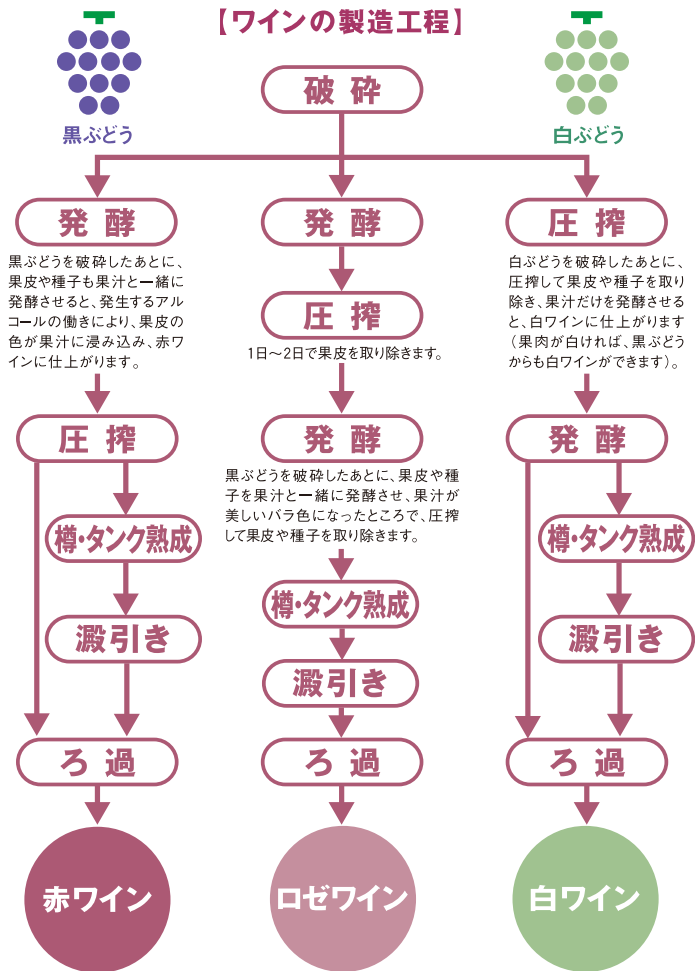 【ワインの製造工程】
黒ぶどう
白ぶどう
破砕
発酵
黒ぶどうを破砕したあとに、
果皮や種子も果汁と一緒に
発酵させると、発生するアル
コールの働きにより、果皮の
色が果汁に浸み込み、赤ワ
インに仕上がります。
圧搾
樽・タンク熟成
澱引き
ろ過
赤ワイン
発酵
圧搾
1日〜2日で果皮を取り除きます。
発酵
黒ぶどうを破砕したあとに、果皮や種
子を果汁と一緒に発酵させ、果汁が
美しいバラ色になったところで、圧搾
して果皮や種子を取り除きます。
樽・タンク熟成
澱引き
ろ過
ロゼワイン
圧搾
白ぶどうを破砕したあとに、
圧搾して果皮や種子を取り
除き、果汁だけを発酵させる
と、白ワインに仕上がります
（果肉が白ければ、黒ぶどう
からも白ワインができます）。
発酵
樽・タンク熟成
澱引き
ろ過
白ワイン